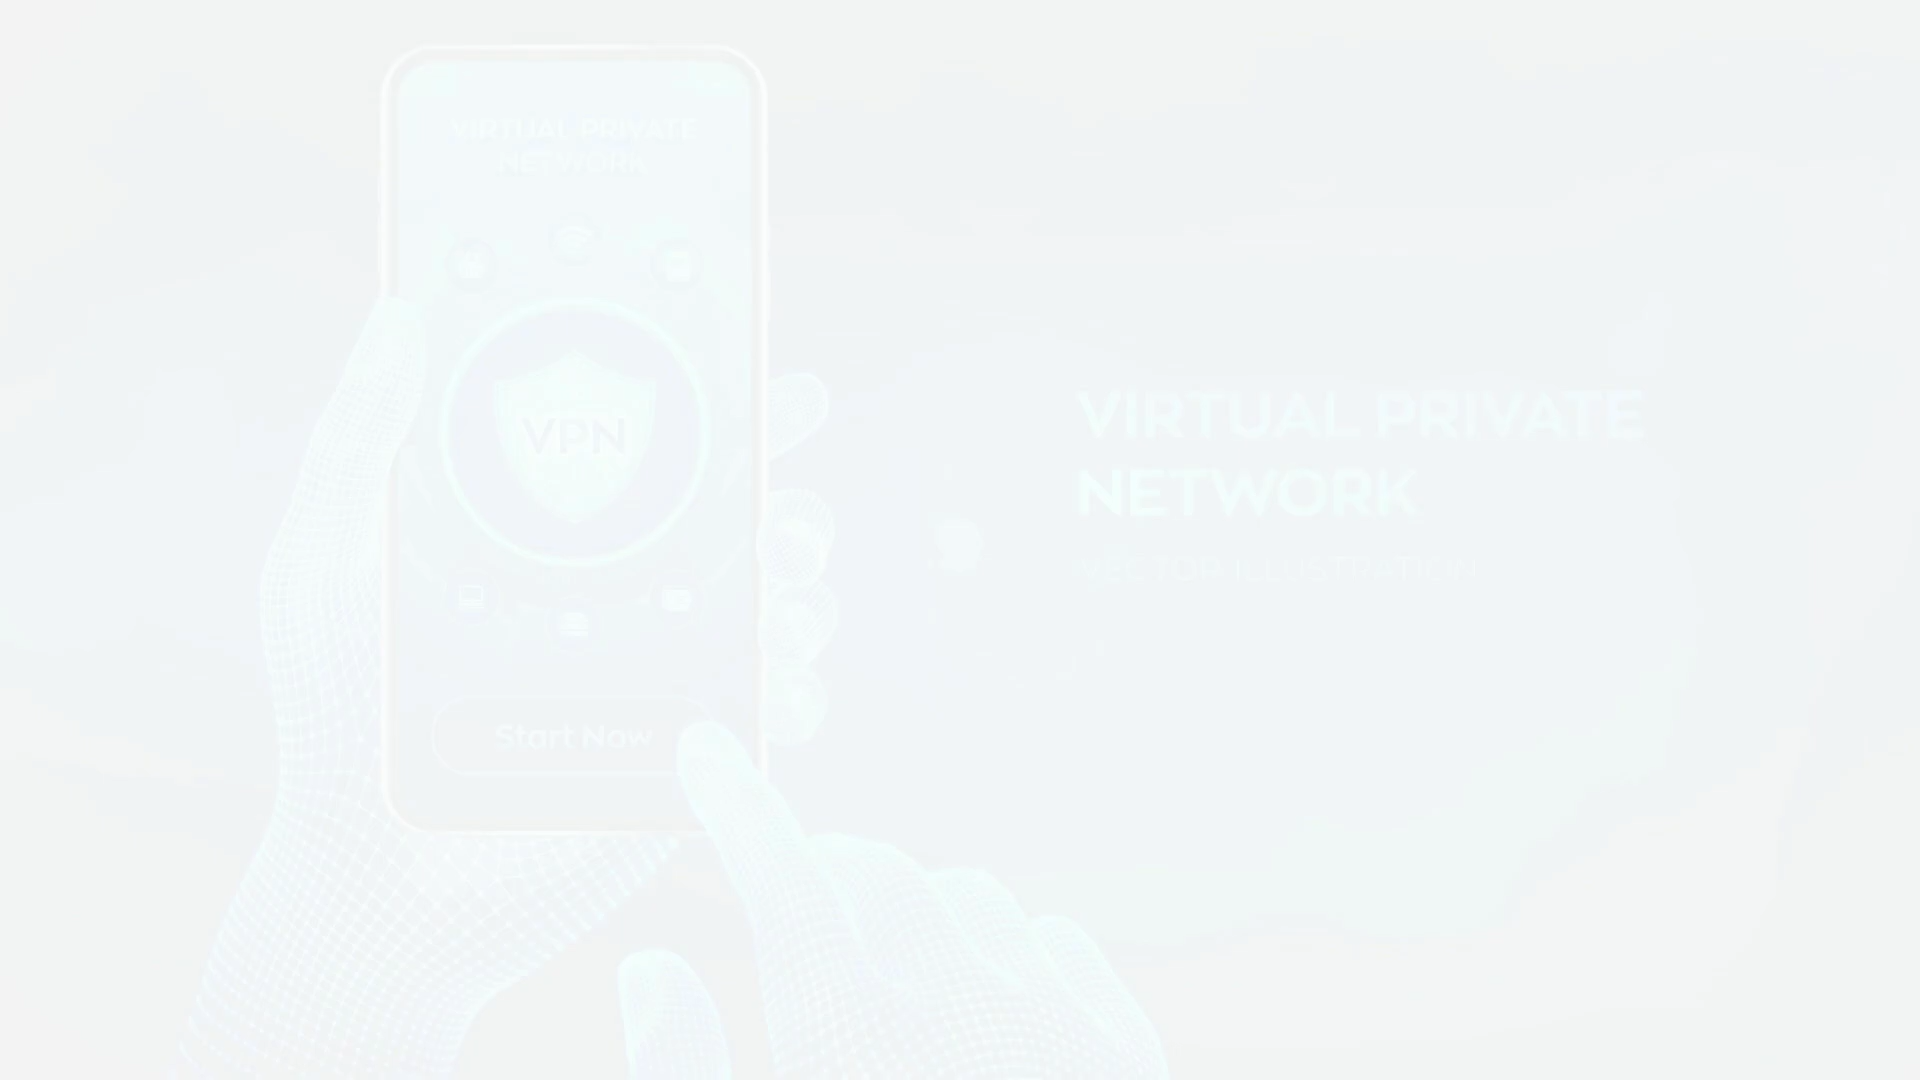 VIRTUAL PRIVATE
NETWORK
VPN
Start Now
VIRTUAL PRIVATE
NETWORK
VECTOR ILLUSTRATION